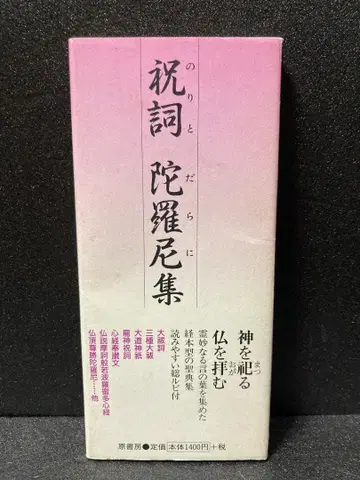 のりと だらに
祝詞 陀羅尼集
神を祀る
まつ
仏を拝む
おが
霊妙なる言の葉を集めた
経本型の聖典集
読みやすい総ルビ付
大祓詞
三種大祓
大道神祇
龍神祝詞
心経奉讃文
仏説摩訶般若波羅蜜多心経
仏頂尊勝陀羅尼……他
原書房●定価 本体1400円 +税